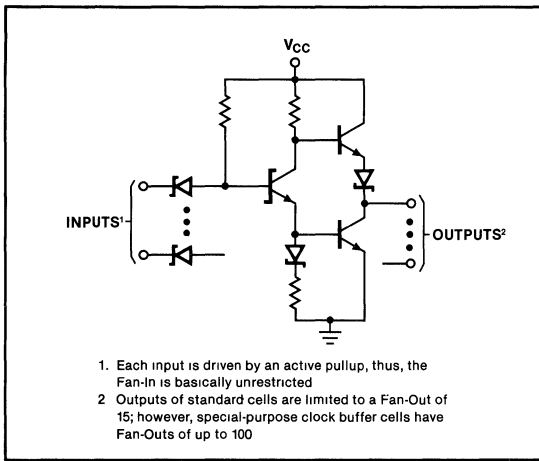 VCC
INPUTS1
OUTPUTS2
1. Each input is driven by an active pullup, thus, the
Fan-In is basically unrestricted
2 Outputs of standard cells are limited to a Fan-Out of
15; however, special-purpose clock buffer cells have
Fan-Outs of up to 100